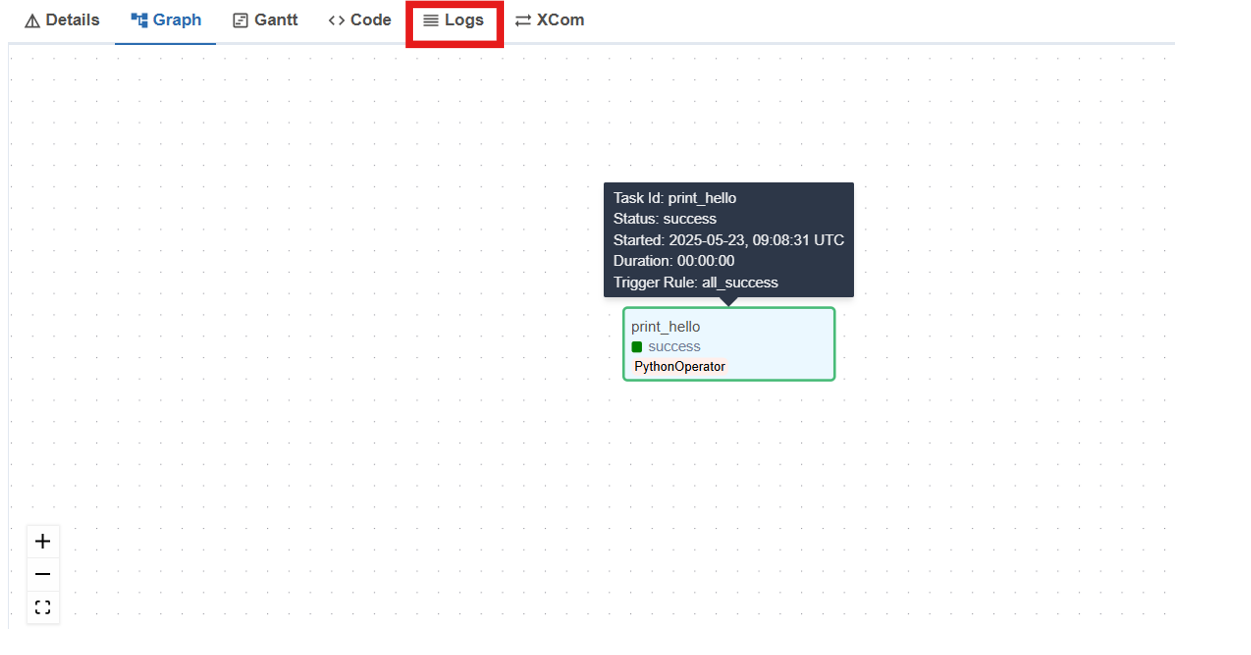 Details Graph Gantt Code Logs XCom
Task Id: print_hello
Status: success
Started: 2025-05-23, 09:08:31 UTC
Duration: 00:00:00
Trigger Rule: all_success
print_hello
success
PythonOperator